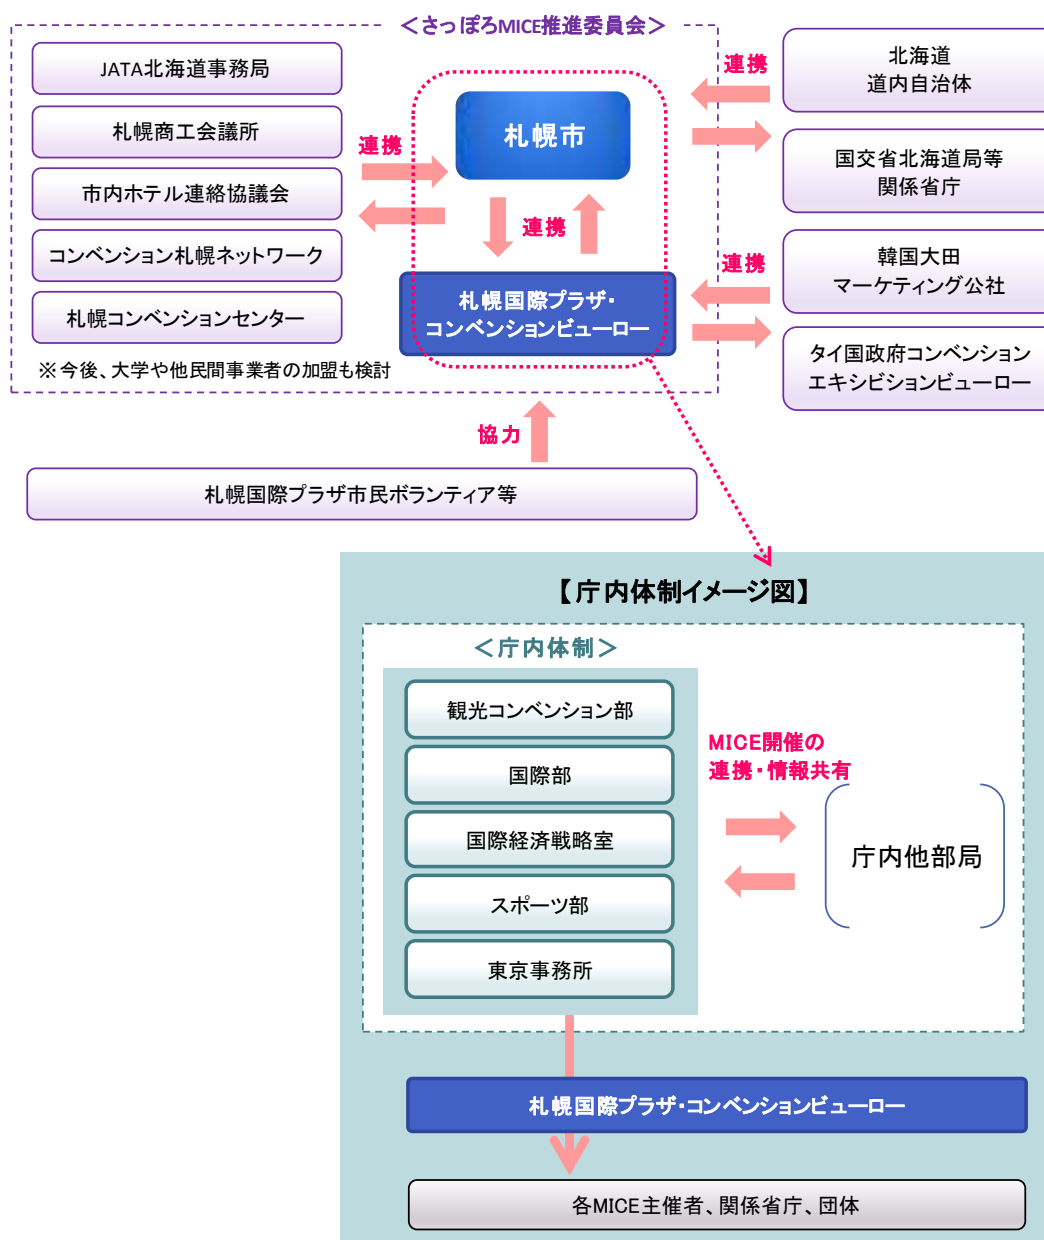 ＜さっぽろMICE推進委員会＞
JATA北海道事務局
札幌商工会議所
市内ホテル連絡協議会
コンベンション札幌ネットワーク
札幌コンベンションセンター
※今後、大学や他民間事業者の加盟も検討
連携
札幌市
連携
札幌国際プラザ・
コンベンションビューロー
連携
北海道
道内自治体
国交省北海道局等
関係省庁
連携
韓国大田
マーケティング公社
タイ国政府コンベンション
エキシビションビューロー
協力
札幌国際プラザ市民ボランティア等
【庁内体制イメージ図】
＜庁内体制＞
観光コンベンション部
国際部
国際経済戦略室
スポーツ部
東京事務所
MICE開催の
連携・情報共有
庁内他部局
札幌国際プラザ・コンベンションビューロー
各MICE主催者、関係省庁、団体